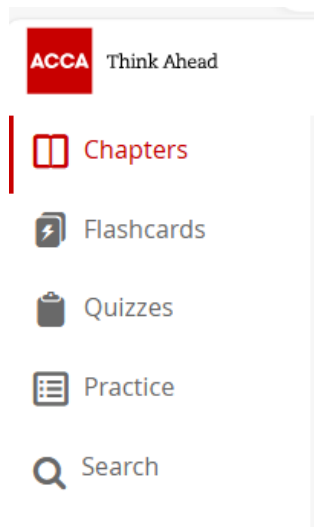 ACCA Think Ahead
Chapters
Flashcards
Quizzes
Practice
Search